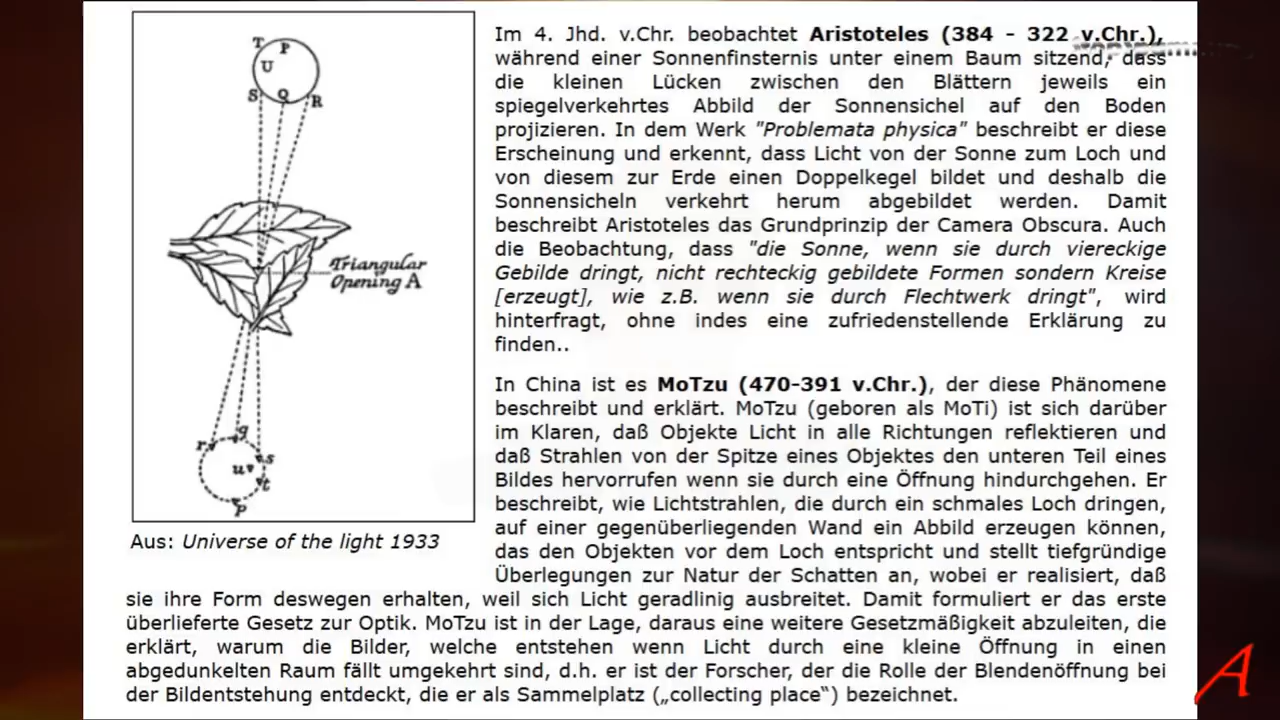 Im 4. Jhd. v.Chr. beobachtet Aristoteles (384 - 322 v.Chr.),
während einer Sonnenfinsternis unter einem Baum sitzend, dass
die kleinen Lücken zwischen den Blättern jeweils ein
spiegelverkehrtes Abbild der Sonnensichel auf den Boden
projizieren. In dem Werk "Problemata physica" beschreibt er diese
Erscheinung und erkennt, dass Licht von der Sonne zum Loch und
von diesem zur Erde einen Doppelkegel bildet und deshalb die
Sonnensicheln verkehrt herum abgebildet werden. Damit
beschreibt Aristoteles das Grundprinzip der Camera Obscura. Auch
die Beobachtung, dass "die Sonne, wenn sie durch viereckige
Gebilde dringt, nicht rechteckig gebildete Formen sondern Kreise
[erzeugt], wie z.B. wenn sie durch Flechtwerk dringt", wird
hinterfragt, ohne indes eine zufriedenstellende Erklärung zu
finden..
T P
U
S Q R
Triangular
Opening A
r q
u s
t
p
Aus: Universe of the light 1933
In China ist es MoTzu (470-391 v.Chr.), der diese Phänomene
beschreibt und erklärt. MoTzu (geboren als MoTi) ist sich darüber
im Klaren, daß Objekte Licht in alle Richtungen reflektieren und
daß Strahlen von der Spitze eines Objektes den unteren Teil eines
Bildes hervorrufen wenn sie durch eine Öffnung hindurchgehen. Er
beschreibt, wie Lichtstrahlen, die durch ein schmales Loch dringen,
auf einer gegenüberliegenden Wand ein Abbild erzeugen können,
das den Objekten vor dem Loch entspricht und stellt tiefgründige
Überlegungen zur Natur der Schatten an, wobei er realisiert, daß
sie ihre Form deswegen erhalten, weil sich Licht geradlinig ausbreitet. Damit formuliert er das erste
überlieferte Gesetz zur Optik. MoTzu ist in der Lage, daraus eine weitere Gesetzmäßigkeit abzuleiten, die
erklärt, warum die Bilder, welche entstehen wenn Licht durch eine kleine Öffnung in einen
abgedunkelten Raum fällt umgekehrt sind, d.h. er ist der Forscher, der die Rolle der Blendenöffnung bei
der Bildentstehung entdeckt, die er als Sammelplatz („collecting place“) bezeichnet.
A